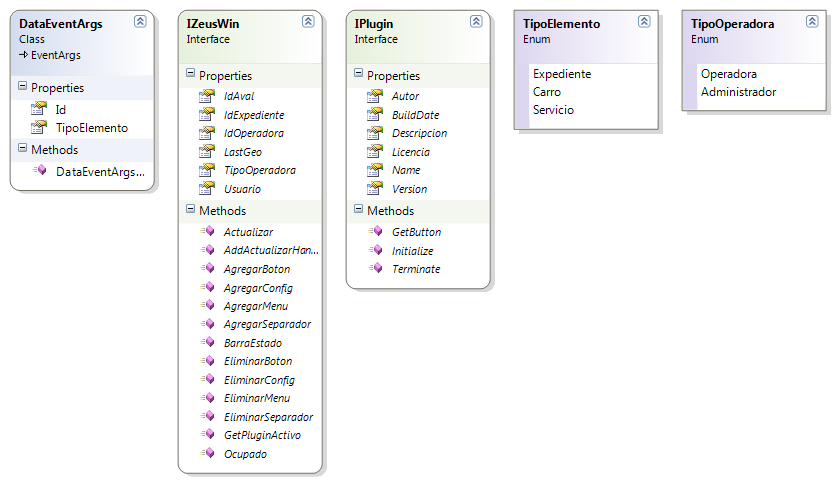 DataEventArgs
Class
EventArgs
Properties
Id
TipoElemento
Methods
DataEventArgs...
IZeusWin
Interface
Properties
IdAval
IdExpediente
IdOperadora
LastGeo
TipoOperadora
Usuario
Methods
Actualizar
AddActualizarHan...
AgregarBoton
AgregarConfig
AgregarMenu
AgregarSeparador
BarraEstado
EliminarBoton
EliminarConfig
EliminarMenu
EliminarSeparador
GetPluginActivo
Ocupado
IPlugin
Interface
Properties
Autor
BuildDate
Descripcion
Licencia
Name
Version
Methods
GetButton
Initialize
Terminate
TipoElemento
Enum
Expediente
Carro
Servicio
TipoOperadora
Enum
Operadora
Administrador